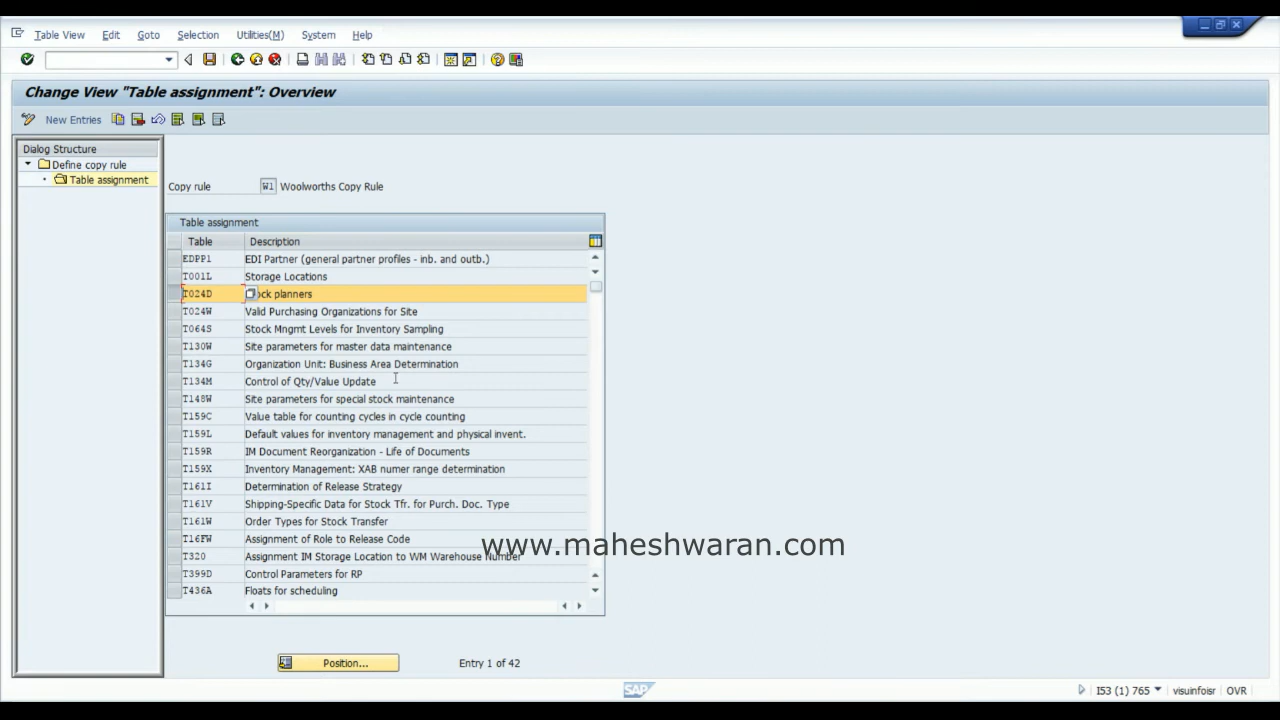 Table View Edit Goto Selection Utilities(M) System Help
Change View "Table assignment": Overview
New Entries
Dialog Structure
Define copy rule
Table assignment
Copy rule W1 Woolworths Copy Rule
Table assignment
Table Description
EDPP1 EDI Partner (general partner profiles - inb. and outb.)
T001L Storage Locations
T024D ock planners
T024W Valid Purchasing Organizations for Site
T064S Stock Mngmt Levels for Inventory Sampling
T130W Site parameters for master data maintenance
T134G Organization Unit: Business Area Determination
T134M Control of Qty/Value Update
T148W Site parameters for special stock maintenance
T159C Value table for counting cycles in cycle counting
T159L Default values for inventory management and physical invent.
T159R IM Document Reorganization - Life of Documents
T159X Inventory Management: XAB numer range determination
T161I Determination of Release Strategy
T161V Shipping-Specific Data for Stock Tfr. for Purch. Doc. Type
T161W Order Types for Stock Transfer
T16FW Assignment of Role to Release Code
www.maheshwaran.com
T320 Assignment IM Storage Location to WM Warehouse Number
T399D Control Parameters for RP
T436A Floats for scheduling
Position... Entry 1 of 42
SAP I53 (1) 765 visuinfoisr OVR